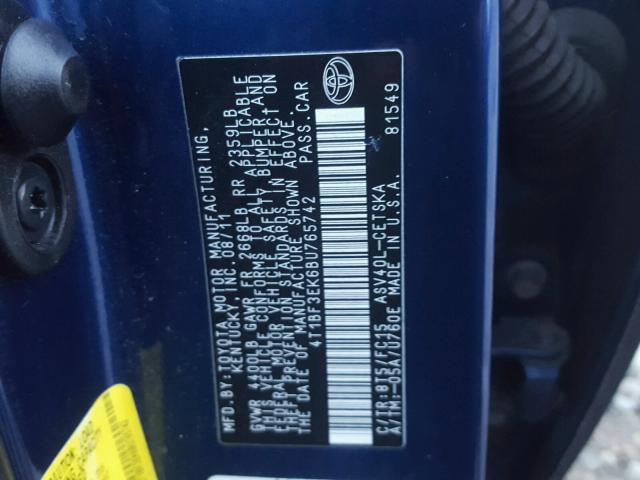 MFD. BY: TOYOTA MOTOR MANUFACTURING,
KENTUCKY, INC. 08/11
GVWR 4480LB GAWR FR 2668LB RR 2359LB
THIS VEHICLE CONFORMS TO ALL APPLICABLE
FEDERAL MOTOR VEHICLE SAFETY, BUMPER, AND
THEFT PREVENTION STANDARDS IN EFFECT ON
THE DATE OF MANUFACTURE SHOWN ABOVE.
4T1BF3EK6BU765742 PASS. CAR
C/TR: 8T5/FC15 ASV40L-CETSKA
A/TM: -05A/U760E MADE IN U.S.A.
81549